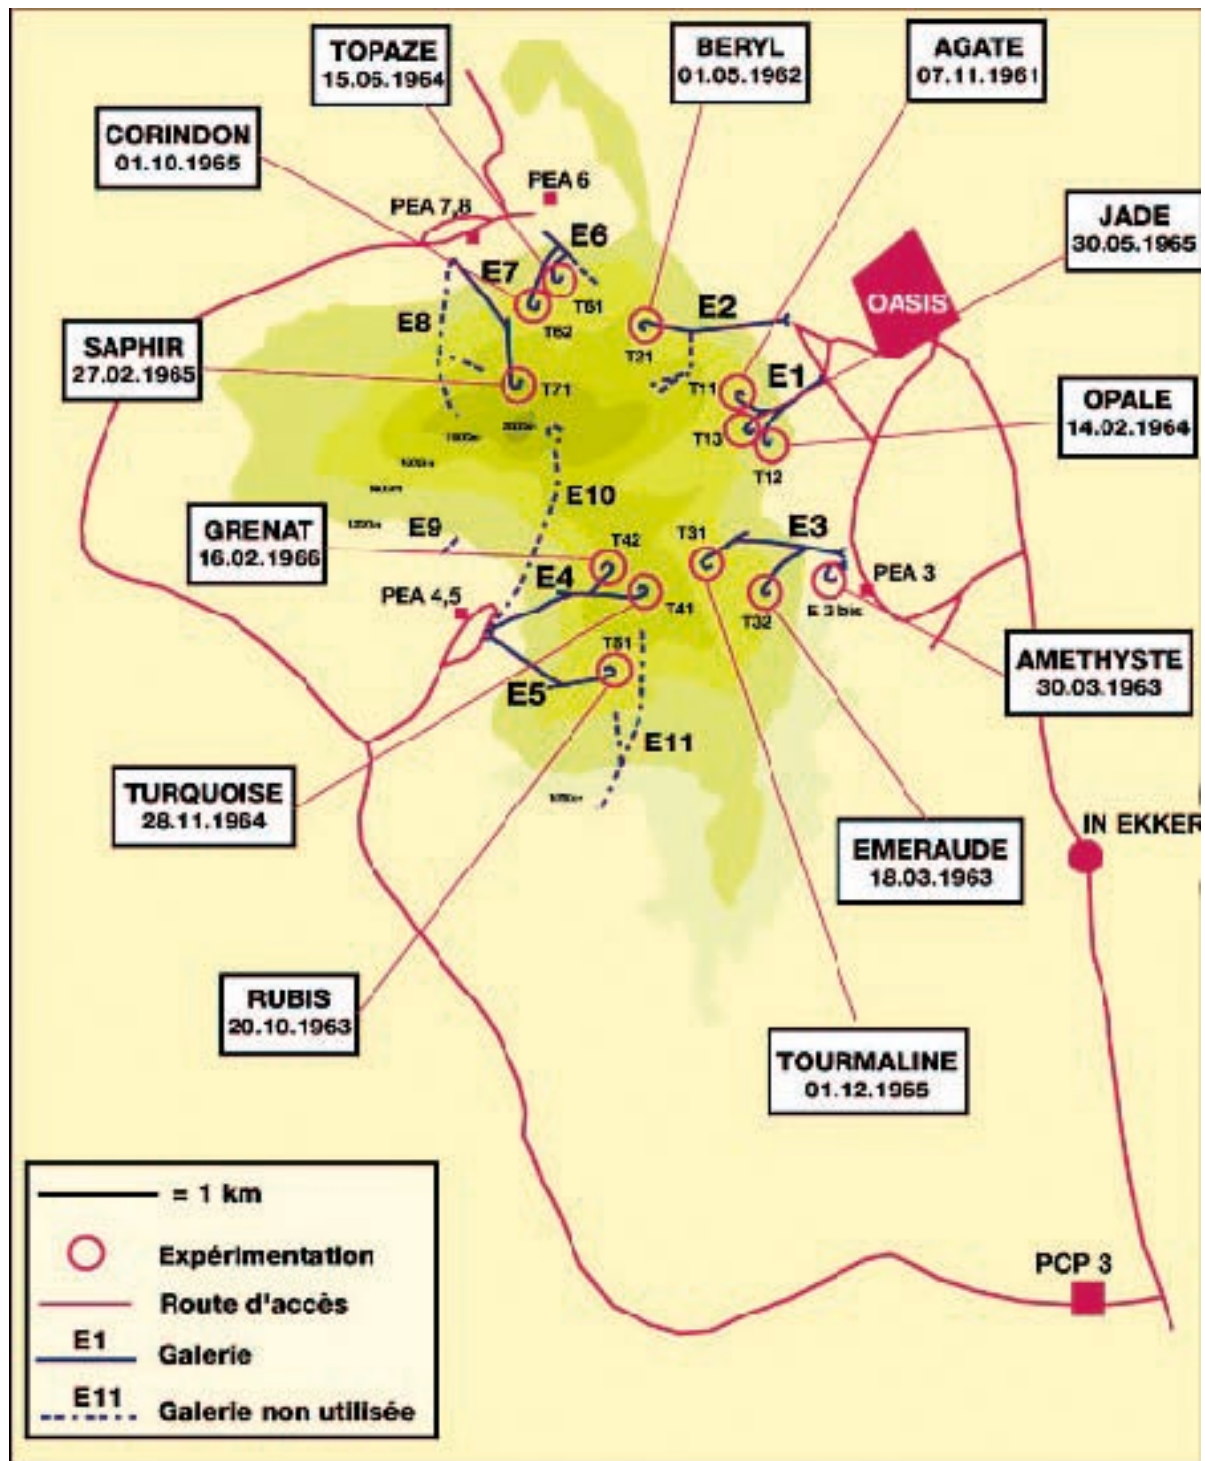 TOPAZE
15.06.1964
BERYL
01.05.1962
AGATE
07.11.1961
CORINDON
01.10.1965
PEA 6
PEA 7,8
JADE
30.05.1965
E6
E7
OASIS
T61
T62
E2
E8
T21
SAPHIR
27.02.1965
T71
T11
E1
OPALE
14.02.1964
T13
T12
2000m
E10
GRENAT
16.02.1966
E9
T42
T31
E3
E4
PEA 4,5
T41
T32
E 3 bis
PEA 3
T51
E5
AMETHYSTE
30.03.1963
E11
TURQUOISE
28.11.1964
IN EKKER
EMERAUDE
18.03.1963
RUBIS
20.10.1963
TOURMALINE
01.12.1965
PCP 3
= 1 km
Expérimentation
Route d'accès
E1
Galerie
E11
Galerie non utilisée